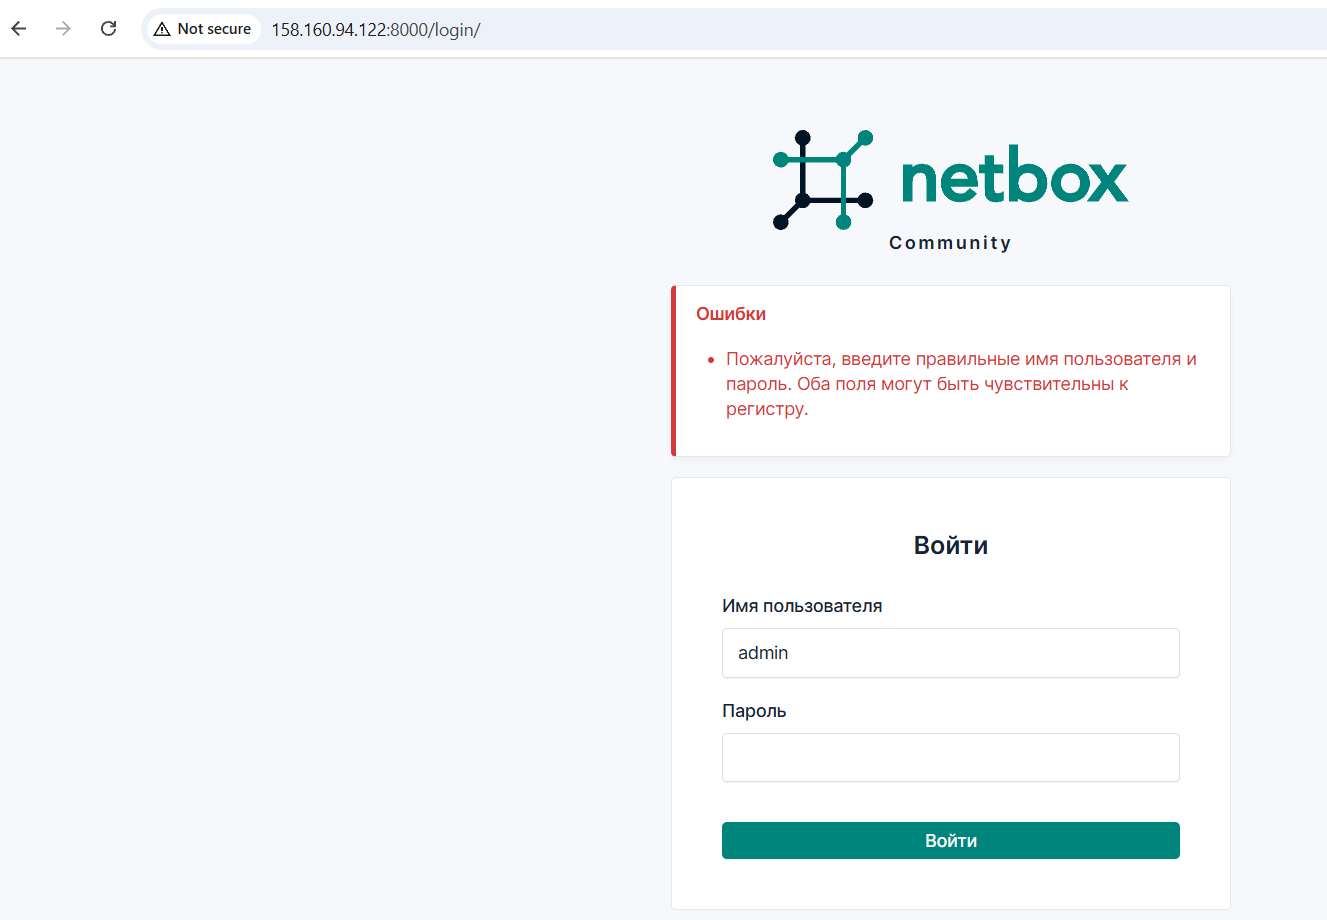 Not secure 158.160.94.122:8000/login/
netbox
Community
Ошибки
Пожалуйста, введите правильные имя пользователя и
пароль. Оба поля могут быть чувствительны к
регистру.
Войти
Имя пользователя
admin
Пароль
Войти